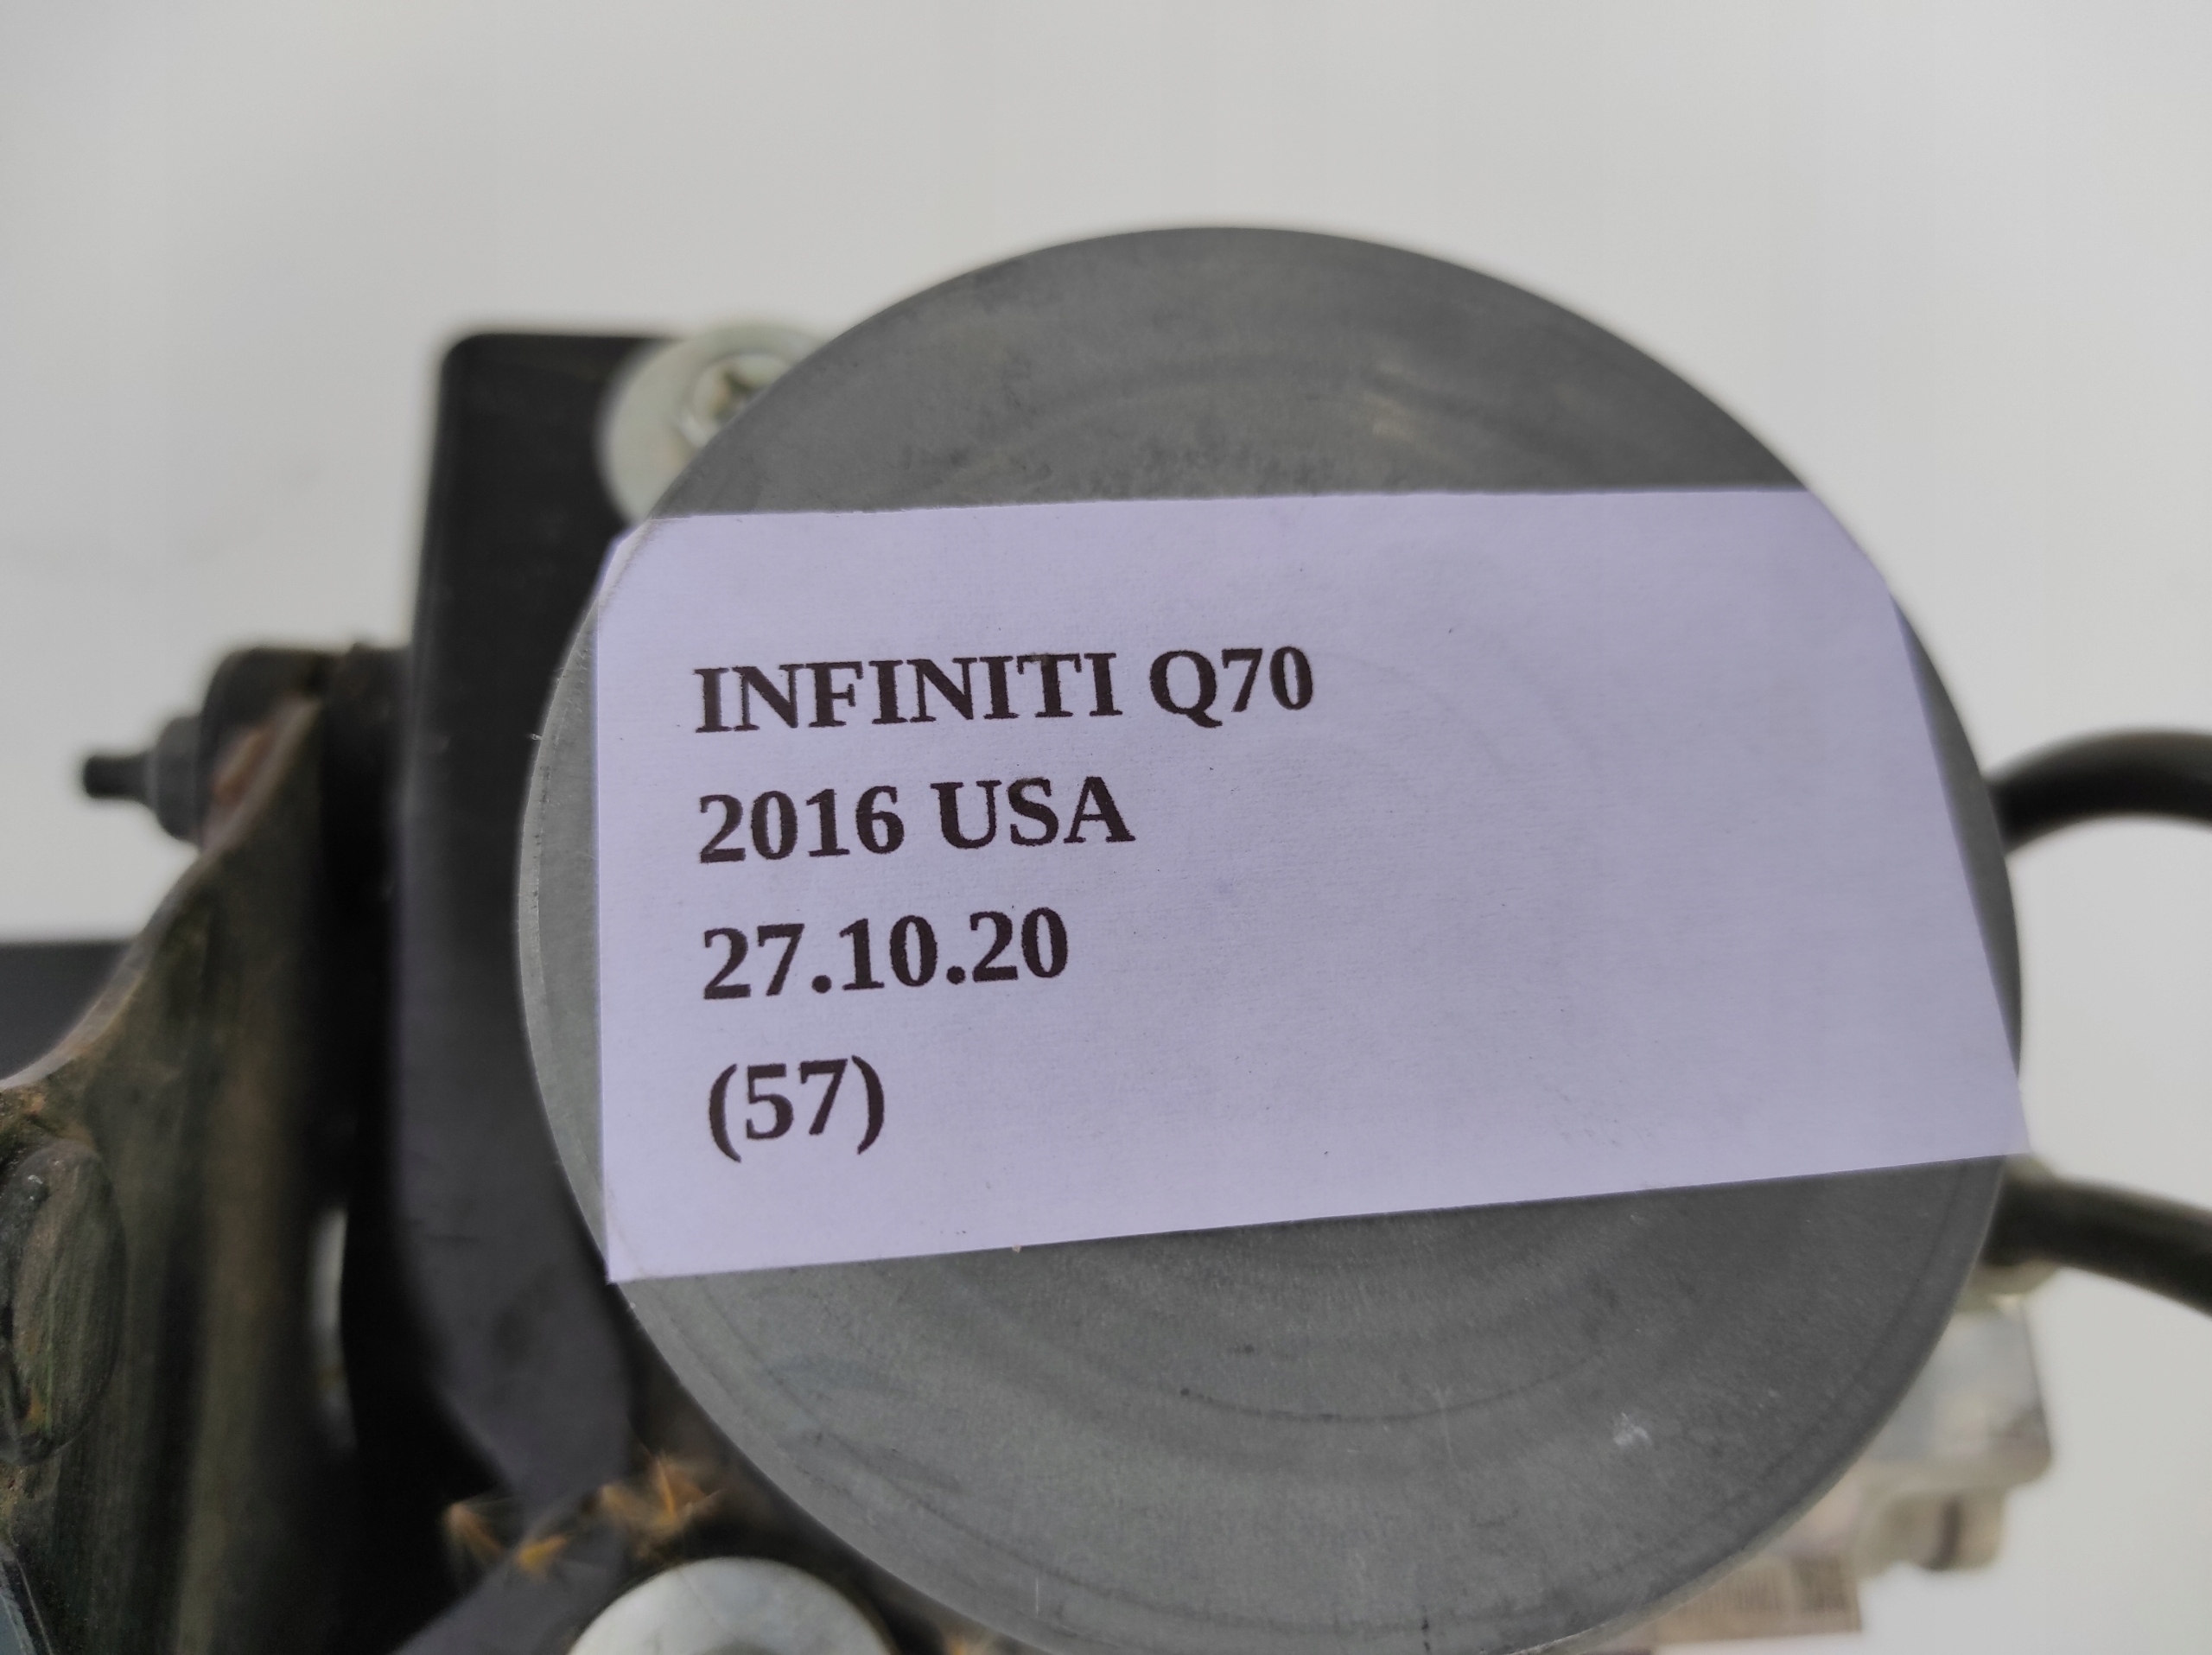 INFINITI Q70
2016 USA
27.10.20
(57)